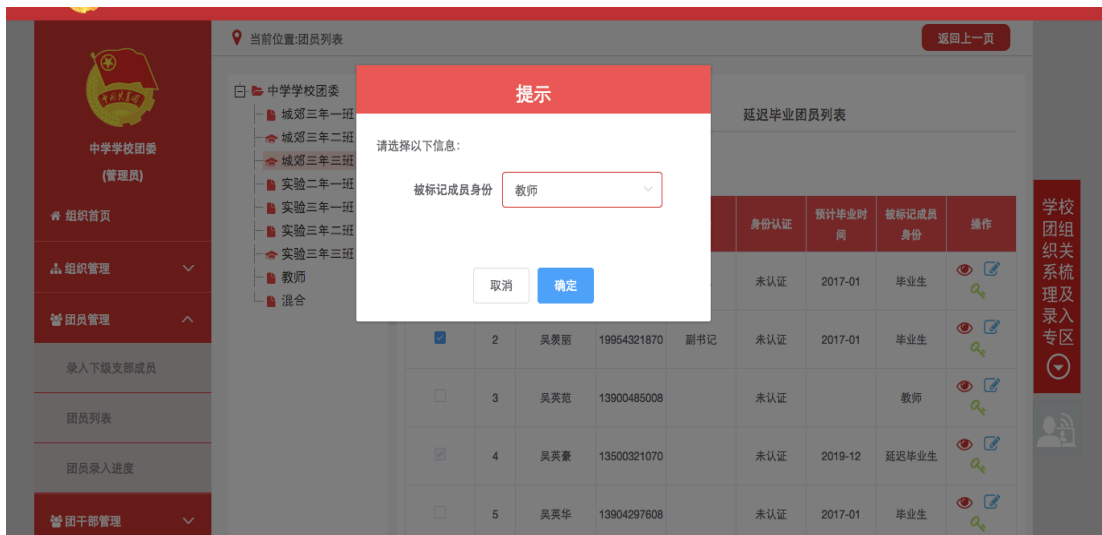 当前位置:团员列表
返回上一页
中学学校团委
(管理员)
组织首页
组织管理
团员管理
录入下级支部成员
团员列表
团员录入进度
团干部管理
中学学校团委
城郊三年一班
城郊三年二班
城郊三年三班
实验二年一班
实验三年一班
实验三年二班
实验三年三班
教师
混合
提示
请选择以下信息:
被标记成员身份 教师
取消 确定
延迟毕业团员列表
身份认证 预计毕业时间 被标记成员身份 操作
未认证 2017-01 毕业生
2 吴羡丽 19954321870 副书记 未认证 2017-01 毕业生
3 吴英范 13900485008 未认证 教师
4 吴英豪 13500321070 未认证 2019-12 延迟毕业生
5 吴英华 13904297608 未认证 2017-01 毕业生
学校
团组
织关
系梳
理及
录入
专区